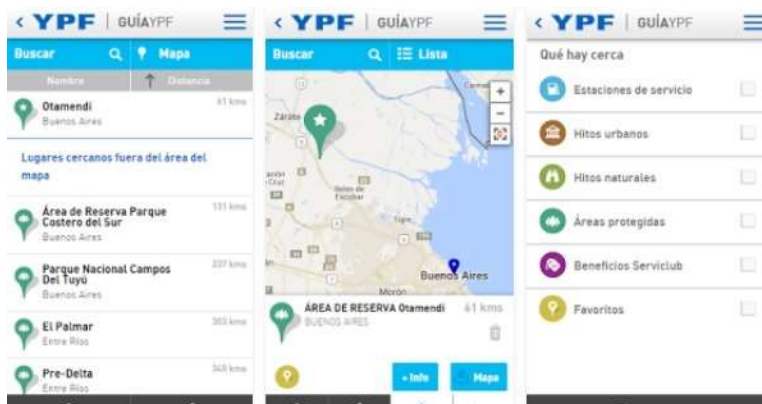 < YPF | GUÍAYPF
Buscar Mapa
Nombre Distancia
Otamendi 61 kms
Buenos Aires
Lugares cercanos fuera del área del
mapa
Área de Reserva Parque
Costero del Sur
Buenos Aires
Parque Nacional Campos
Del Tuyú
Buenos Aires
El Palmar
Entre Ríos
Pre-Delta
Entre Ríos
< YPF | GUÍAYPF
Buscar Lista
Zárate
Belén de
Escobar
Tigre
Buenos Aires
Morón
ÁREA DE RESERVA Otamendi 61 kms
BUENOS AIRES
+ Info Mapa
< YPF | GUÍAYPF
Qué hay cerca
Estaciones de servicio
Hitos urbanos
Hitos naturales
Áreas protegidas
Beneficios Serviclub
Favoritos